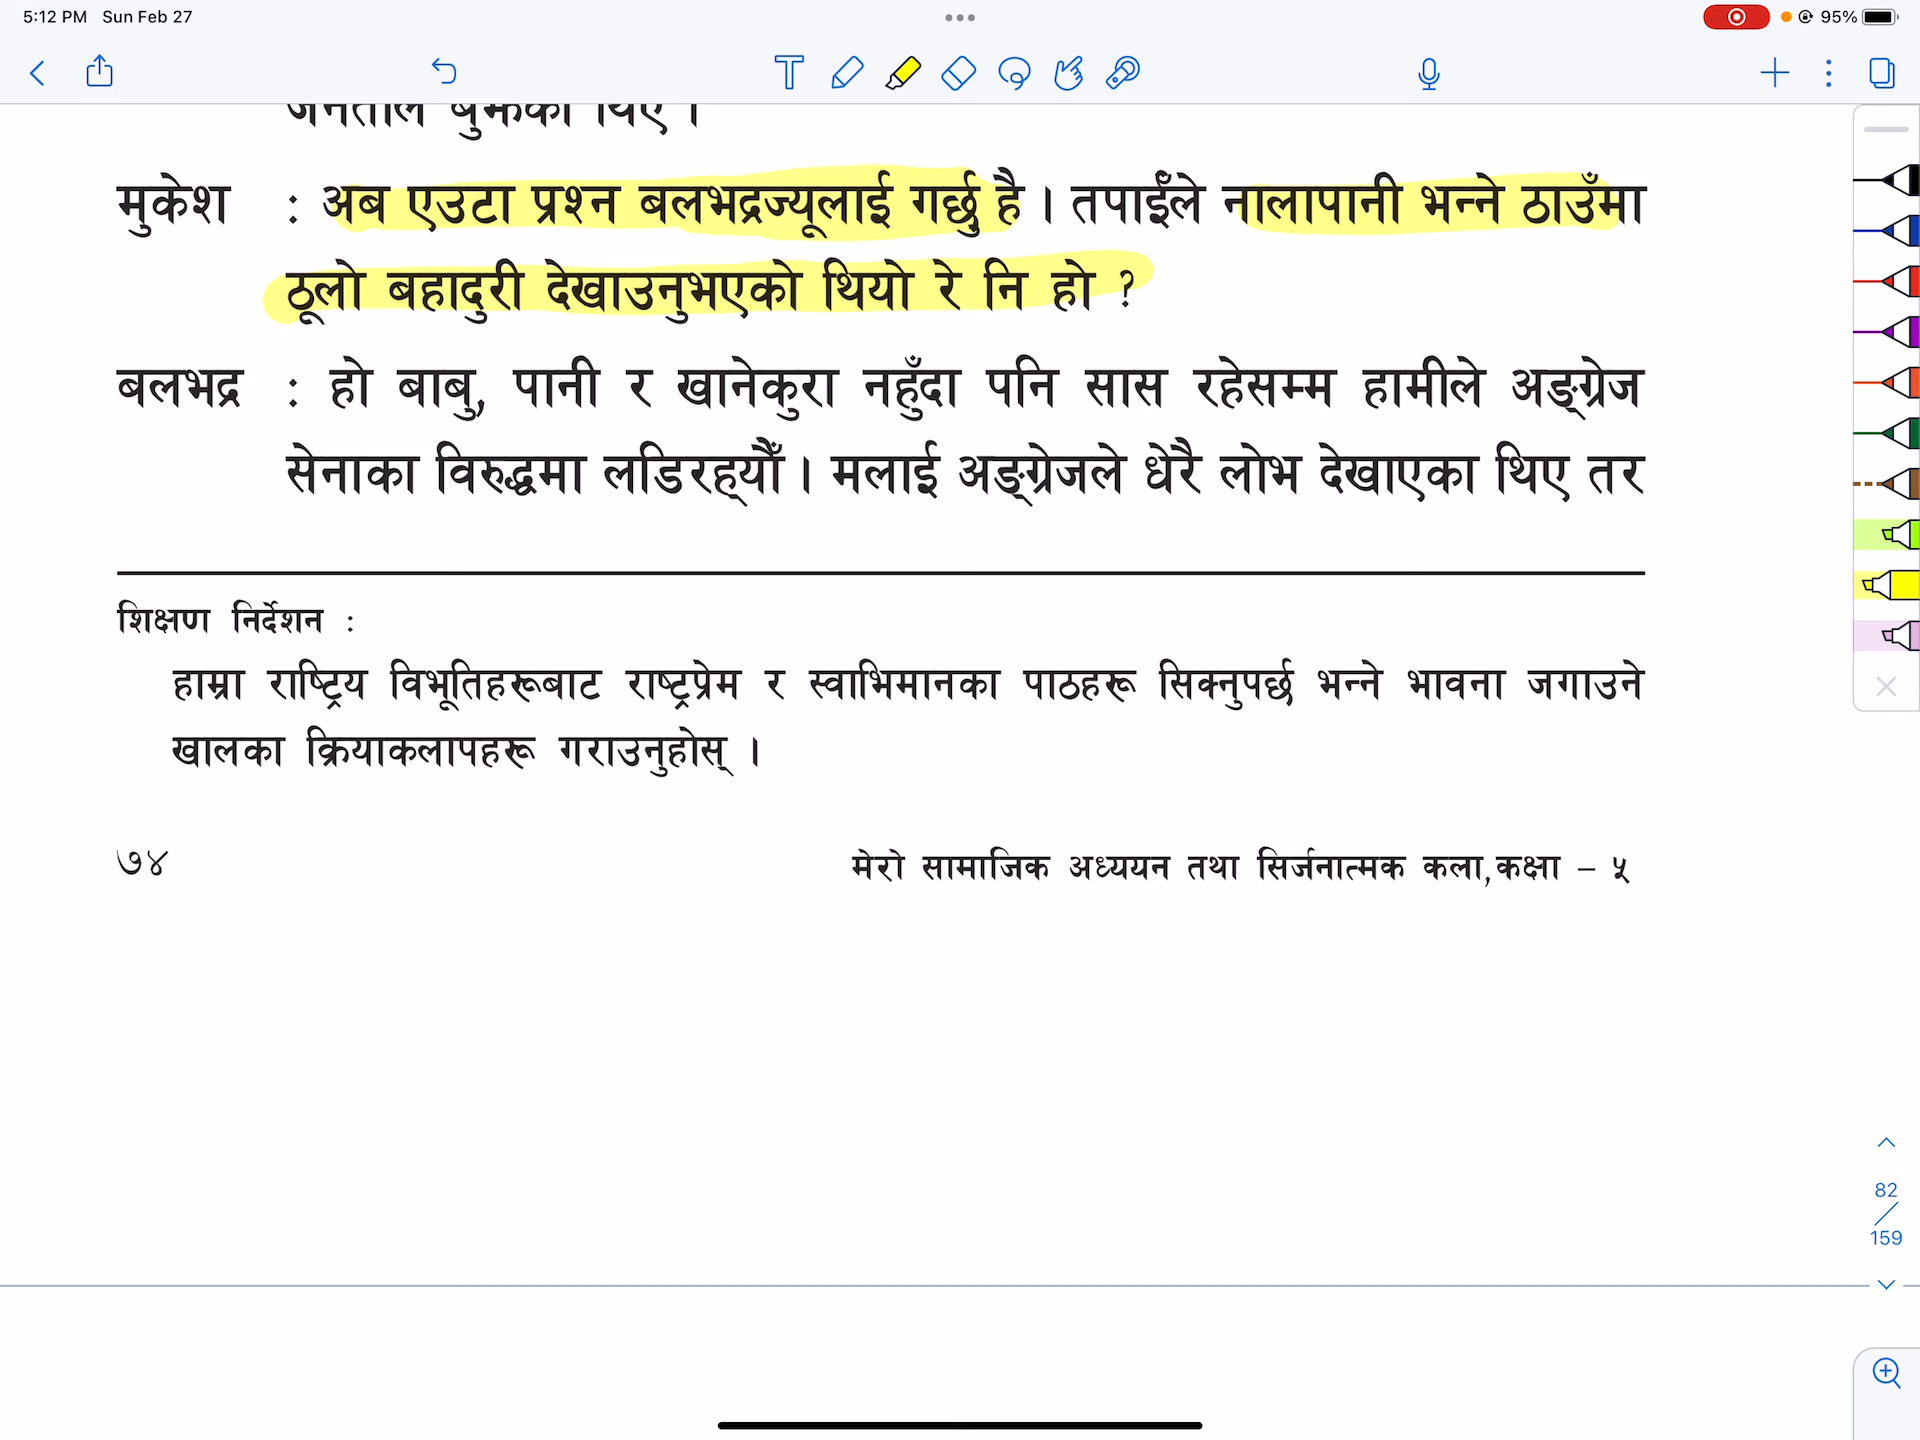 5:12 PM Sun Feb 27
95%
जनताले बुझेका थिए ।
मुकेश : अब एउटा प्रश्न बलभद्रज्यूलाई गर्छु है । तपाईंले नालापानी भन्ने ठाउँमा
ठूलो बहादुरी देखाउनुभएको थियो रे नि हो ?
बलभद्र : हो बाबु, पानी र खानेकुरा नहुँदा पनि सास रहेसम्म हामीले अङ्ग्रेज
सेनाका विरुद्धमा लडिरह्यौँ । मलाई अङ्ग्रेजले धेरै लोभ देखाएका थिए तर
शिक्षण निर्देशन :
हाम्रा राष्ट्रिय विभूतिहरूबाट राष्ट्रप्रेम र स्वाभिमानका पाठहरू सिक्नुपर्छ भन्ने भावना जगाउने
खालका क्रियाकलापहरू गराउनुहोस् ।
७४
मेरो सामाजिक अध्ययन तथा सिर्जनात्मक कला,कक्षा – ५
82
159